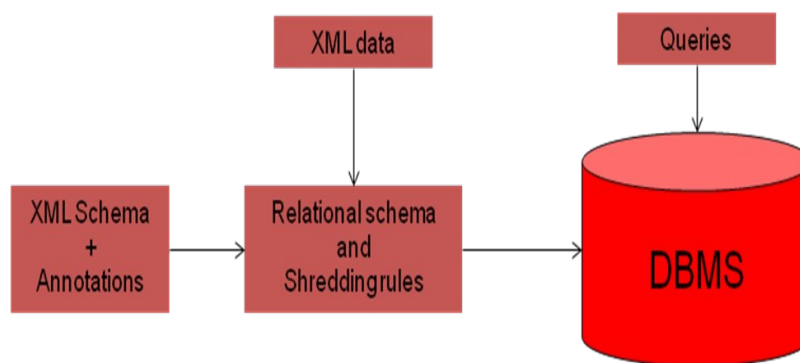 XML data
Queries
XML Schema
+
Annotations
Relational schema
and
Shreddingrules
DBMS